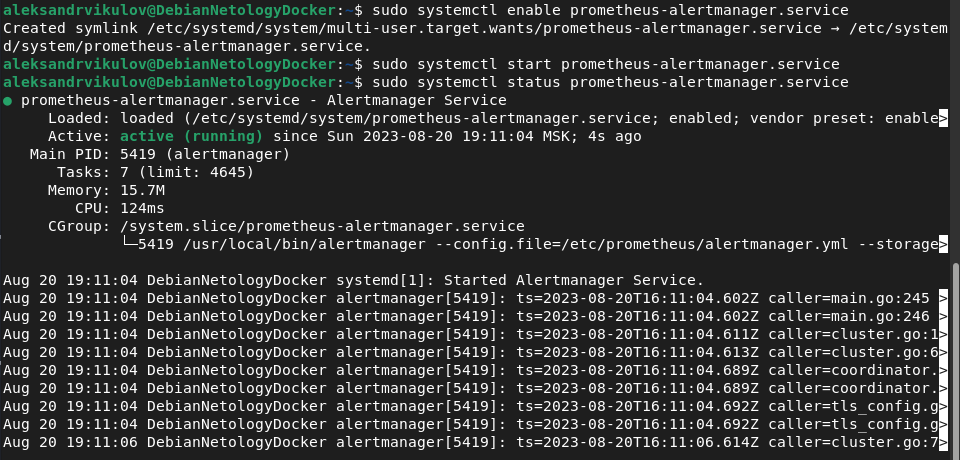 aleksandrvikulov@DebianNetologyDocker:~$ sudo systemctl enable prometheus-alertmanager.service
Created symlink /etc/systemd/system/multi-user.target.wants/prometheus-alertmanager.service → /etc/system
d/system/prometheus-alertmanager.service.
aleksandrvikulov@DebianNetologyDocker:~$ sudo systemctl start prometheus-alertmanager.service
aleksandrvikulov@DebianNetologyDocker:~$ sudo systemctl status prometheus-alertmanager.service
● prometheus-alertmanager.service - Alertmanager Service
Loaded: loaded (/etc/systemd/system/prometheus-alertmanager.service; enabled; vendor preset: enable>
Active: active (running) since Sun 2023-08-20 19:11:04 MSK; 4s ago
Main PID: 5419 (alertmanager)
Tasks: 7 (limit: 4645)
Memory: 15.7M
CPU: 124ms
CGroup: /system.slice/prometheus-alertmanager.service
└─5419 /usr/local/bin/alertmanager --config.file=/etc/prometheus/alertmanager.yml --storage>
Aug 20 19:11:04 DebianNetologyDocker systemd[1]: Started Alertmanager Service.
Aug 20 19:11:04 DebianNetologyDocker alertmanager[5419]: ts=2023-08-20T16:11:04.602Z caller=main.go:245 >
Aug 20 19:11:04 DebianNetologyDocker alertmanager[5419]: ts=2023-08-20T16:11:04.602Z caller=main.go:246 >
Aug 20 19:11:04 DebianNetologyDocker alertmanager[5419]: ts=2023-08-20T16:11:04.611Z caller=cluster.go:1>
Aug 20 19:11:04 DebianNetologyDocker alertmanager[5419]: ts=2023-08-20T16:11:04.613Z caller=cluster.go:6>
Aug 20 19:11:04 DebianNetologyDocker alertmanager[5419]: ts=2023-08-20T16:11:04.689Z caller=coordinator.>
Aug 20 19:11:04 DebianNetologyDocker alertmanager[5419]: ts=2023-08-20T16:11:04.689Z caller=coordinator.>
Aug 20 19:11:04 DebianNetologyDocker alertmanager[5419]: ts=2023-08-20T16:11:04.692Z caller=tls_config.g>
Aug 20 19:11:04 DebianNetologyDocker alertmanager[5419]: ts=2023-08-20T16:11:04.692Z caller=tls_config.g>
Aug 20 19:11:06 DebianNetologyDocker alertmanager[5419]: ts=2023-08-20T16:11:06.614Z caller=cluster.go:7>